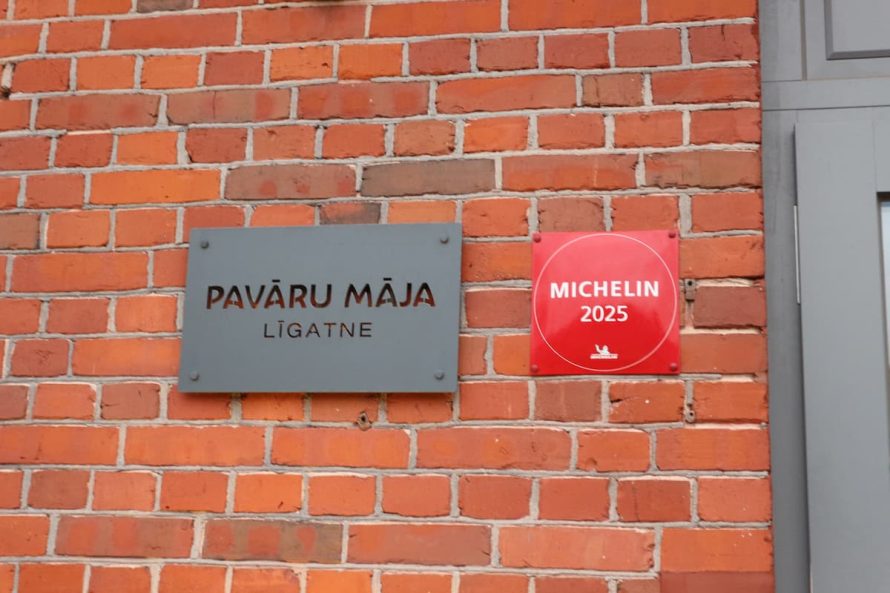 PAVĀRU MĀJA
LĪGATNE
MICHELIN
2025